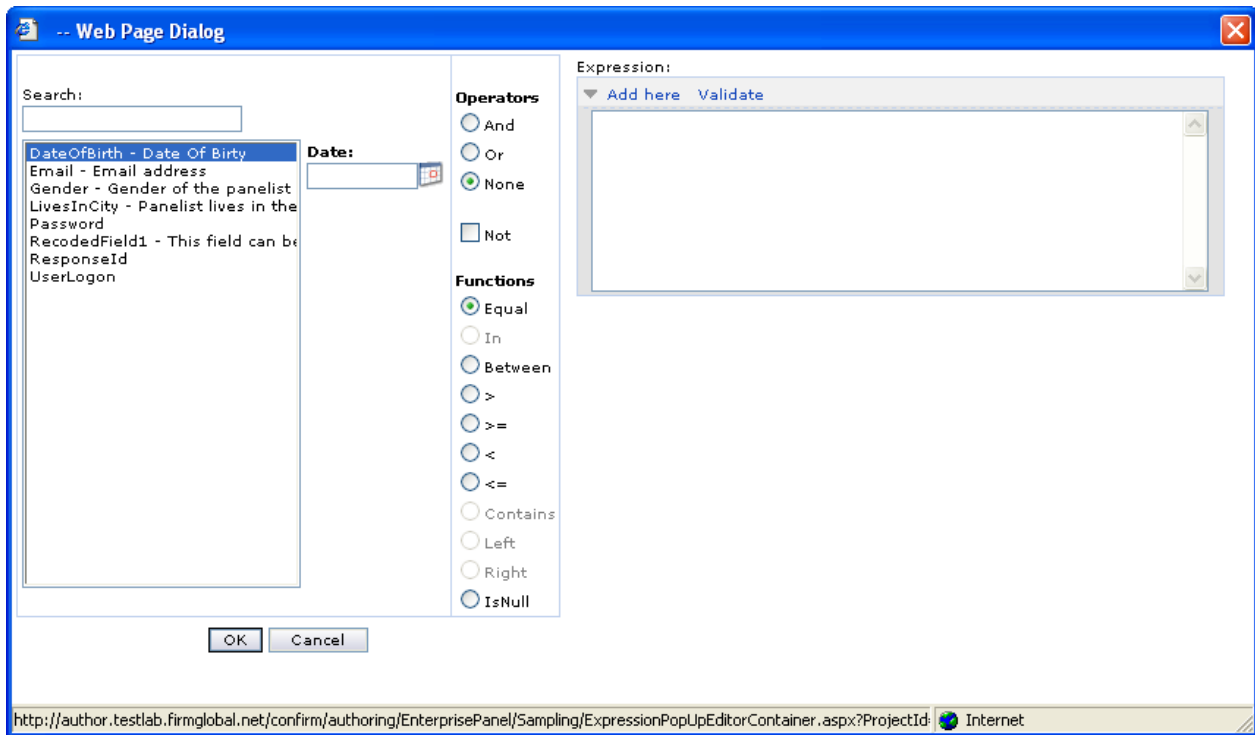 -- Web Page Dialog
Search:
DateOfBirth - Date Of Birty
Email - Email address
Gender - Gender of the panelist
LivesInCity - Panelist lives in the
Password
RecodedField1 - This field can be
ResponseId
UserLogon
Date:
Operators
And
Or
None
Not
Functions
Equal
In
Between
>
>=
<
<=
Contains
Left
Right
IsNull
Expression:
Add here Validate
OK Cancel
http://author.testlab.firmglobal.net/confirm/authoring/EnterprisePanel/Sampling/ExpressionPopUpEditorContainer.aspx?ProjectId= Internet